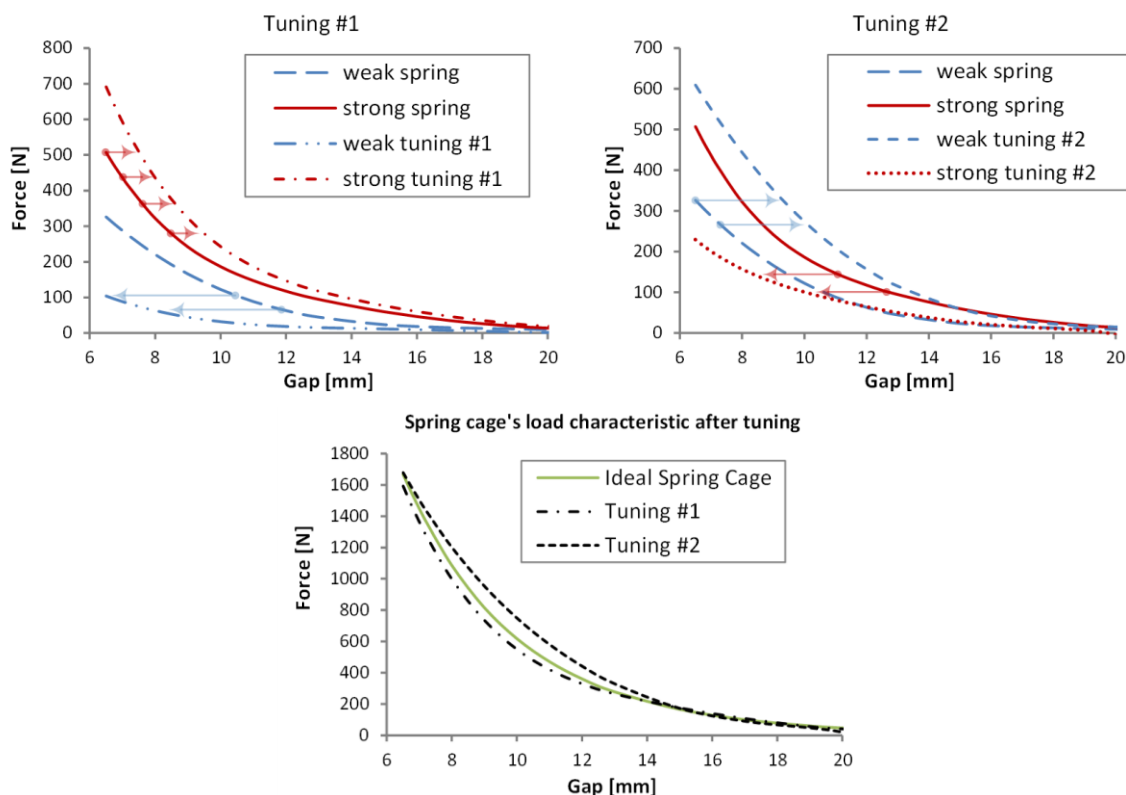 Tuning #1
800
700
600
500
400
300
200
100
0
Force [N]
6 8 10 12 14 16 18 20
Gap [mm]
weak spring
strong spring
weak tuning #1
strong tuning #1
Tuning #2
700
600
500
400
300
200
100
0
Force [N]
6 8 10 12 14 16 18 20
Gap [mm]
weak spring
strong spring
weak tuning #2
strong tuning #2
Spring cage's load characteristic after tuning
1800
1600
1400
1200
1000
800
600
400
200
0
Force [N]
6 8 10 12 14 16 18 20
Gap [mm]
Ideal Spring Cage
Tuning #1
Tuning #2